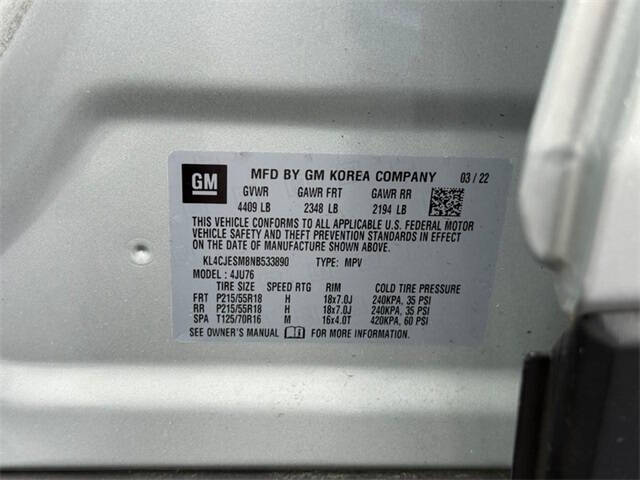 GM MFD BY GM KOREA COMPANY 03/22
GVWR GAWR FRT GAWR RR
4409 LB 2348 LB 2194 LB
THIS VEHICLE CONFORMS TO ALL APPLICABLE U.S. FEDERAL MOTOR
VEHICLE SAFETY AND THEFT PREVENTION STANDARDS IN EFFECT
ON THE DATE OF MANUFACTURE SHOWN ABOVE.
KL4CJESM8NB533890 TYPE: MPV
MODEL: 4JU76
TIRE SIZE SPEED RTG RIM COLD TIRE PRESSURE
FRT P215/55R18 H 18x7.0J 240KPA, 35 PSI
RR P215/55R18 H 18x7.0J 240KPA, 35 PSI
SPA T125/70R16 M 16x4.0T 420KPA, 60 PSI
SEE OWNER'S MANUAL FOR MORE INFORMATION